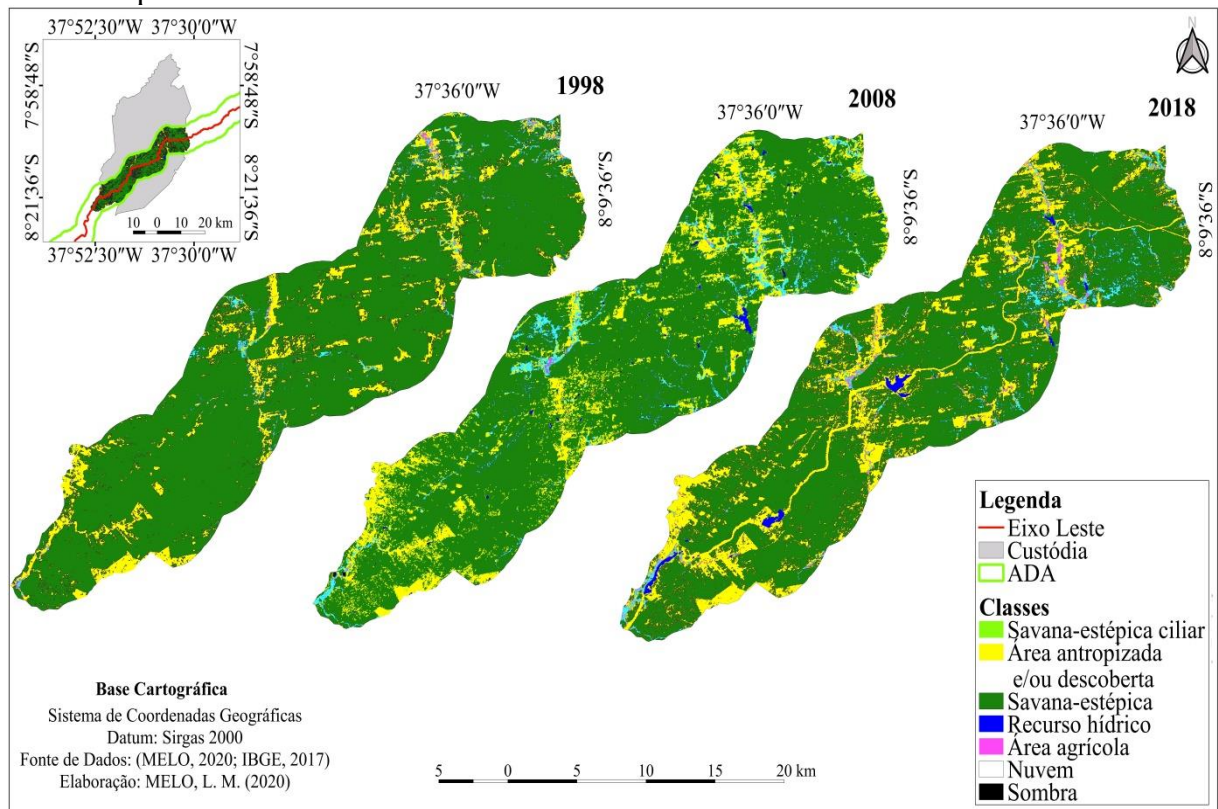 37°52'30"W 37°30'0"W
7°58'48"S
7°58'48"S
8°21'36"S
8°21'36"S
10 0 10 20 km
37°52'30"W 37°30'0"W
N
1998
37°36'0"W
8°9'36"S
2008
37°36'0"W
8°9'36"S
2018
37°36'0"W
8°9'36"S
Legenda
Eixo Leste
Custódia
ADA
Classes
Savana-estépica ciliar
Área antropizada
e/ou descoberta
Savana-estépica
Recurso hídrico
Área agrícola
Nuvem
Sombra
Base Cartográfica
Sistema de Coordenadas Geográficas
Datum: Sirgas 2000
Fonte de Dados: (MELO, 2020; IBGE, 2017)
Elaboração: MELO, L. M. (2020)
5 0 5 10 15 20 km